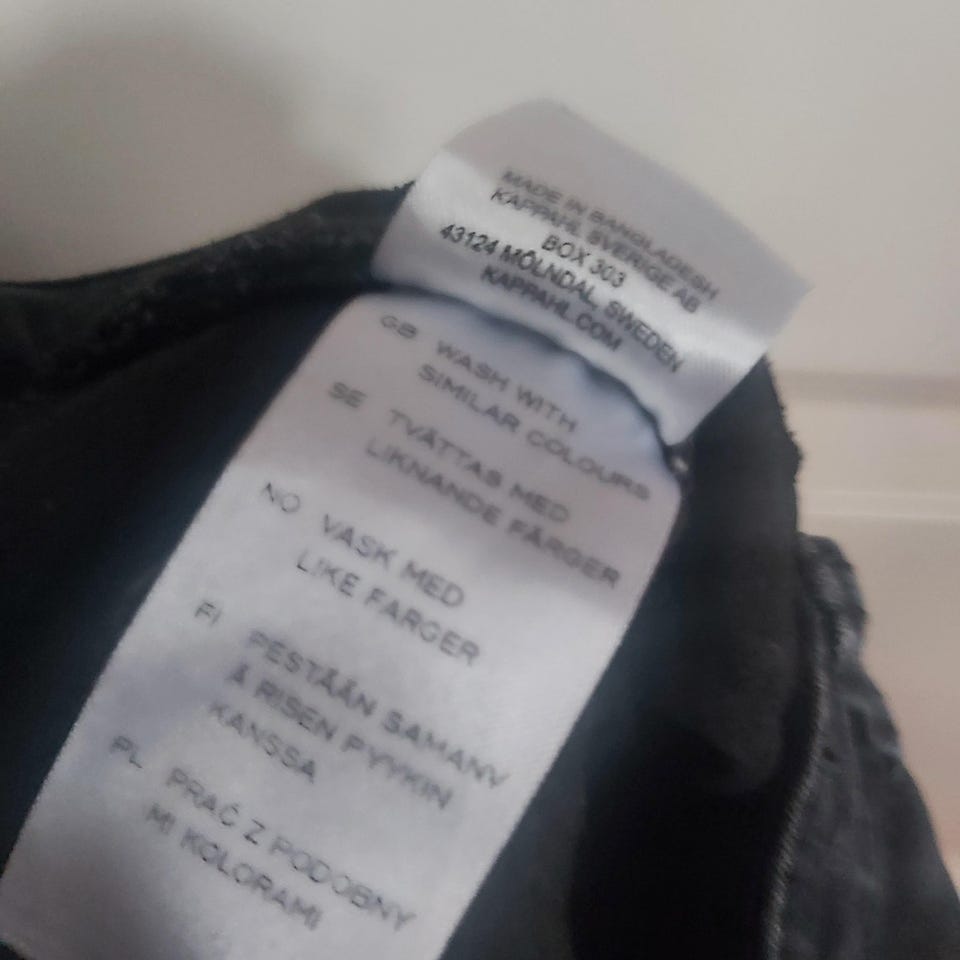 MADE IN BANGLADESH
KAPPAHL SVERIGE AB
BOX 303
43124 MÖLNDAL, SWEDEN
KAPPAHL.COM
GB WASH WITH
SIMILAR COLOURS
SE TVÄTTAS MED
LIKNANDE FÄRGER
NO VASK MED
LIKE FARGER
FI PESTÄÄN SAMANV
Ä RISEN PYYKIN
KANSSA
PL PRAĆ Z PODOBNY
MI KOLORAMI